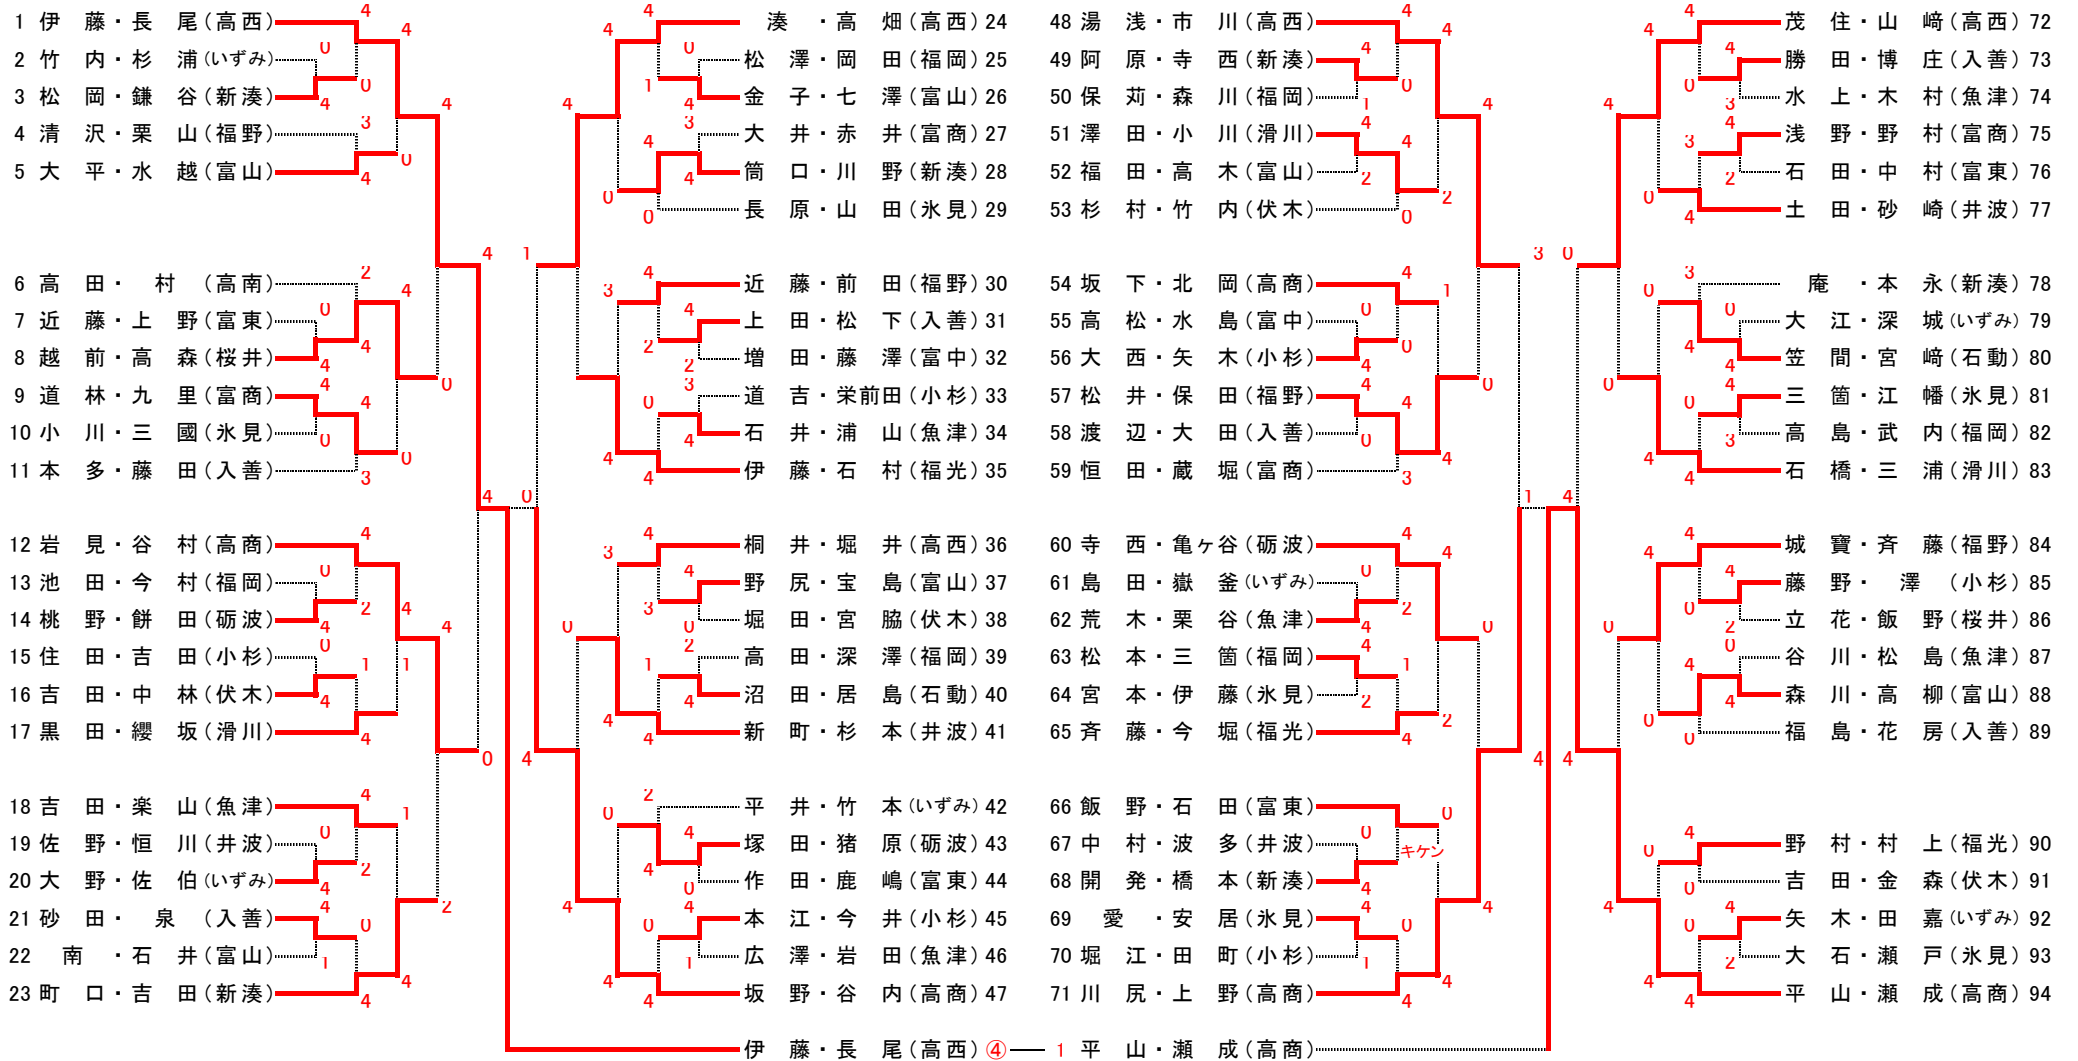 1 伊 藤・長 尾(高西)
2 竹 内・杉 浦(いずみ)
3 松 岡・鎌 谷(新湊)
4 清 沢・栗 山(福野)
5 大 平・水 越(富山)
6 高 田・ 村 (高南)
7 近 藤・上 野(富東)
8 越 前・高 森(桜井)
9 道 林・九 里(富商)
10 小 川・三 國(氷見)
11 本 多・藤 田(入善)
12 岩 見・谷 村(高商)
13 池 田・今 村(福岡)
14 桃 野・餅 田(砺波)
15 住 田・吉 田(小杉)
16 吉 田・中 林(伏木)
17 黒 田・纓 坂(滑川)
18 吉 田・楽 山(魚津)
19 佐 野・恒 川(井波)
20 大 野・佐 伯(いずみ)
21 砂 田・ 泉 (入善)
22 南 ・石 井(富山)
23 町 口・吉 田(新湊)
湊 ・高 畑(高西) 24
松 澤・岡 田(福岡) 25
金 子・七 澤(富山) 26
大 井・赤 井(富商) 27
筒 口・川 野(新湊) 28
長 原・山 田(氷見) 29
近 藤・前 田(福野) 30
上 田・松 下(入善) 31
増 田・藤 澤(富中) 32
道 吉・栄前田(小杉) 33
石 井・浦 山(魚津) 34
伊 藤・石 村(福光) 35
桐 井・堀 井(高西) 36
野 尻・宝 島(富山) 37
堀 田・宮 脇(伏木) 38
高 田・深 澤(福岡) 39
沼 田・居 島(石動) 40
新 町・杉 本(井波) 41
平 井・竹 本(いずみ) 42
塚 田・猪 原(砺波) 43
作 田・鹿 嶋(富東) 44
本 江・今 井(小杉) 45
広 澤・岩 田(魚津) 46
坂 野・谷 内(高商) 47
48 湯 浅・市 川(高西)
49 阿 原・寺 西(新湊)
50 保 苅・森 川(福岡)
51 澤 田・小 川(滑川)
52 福 田・高 木(富山)
53 杉 村・竹 内(伏木)
54 坂 下・北 岡(高商)
55 高 松・水 島(富中)
56 大 西・矢 木(小杉)
57 松 井・保 田(福野)
58 渡 辺・大 田(入善)
59 恒 田・蔵 堀(富商)
60 寺 西・亀ヶ谷(砺波)
61 島 田・嶽 釜(いずみ)
62 荒 木・栗 谷(魚津)
63 松 本・三 箇(福岡)
64 宮 本・伊 藤(氷見)
65 斉 藤・今 堀(福光)
66 飯 野・石 田(富東)
67 中 村・波 多(井波)
68 開 発・橋 本(新湊)
69 愛 ・安 居(氷見)
70 堀 江・田 町(小杉)
71 川 尻・上 野(高商)
キケン
茂 住・山 﨑(高西) 72
勝 田・博 庄(入善) 73
水 上・木 村(魚津) 74
浅 野・野 村(富商) 75
石 田・中 村(富東) 76
土 田・砂 崎(井波) 77
庵 ・本 永(新湊) 78
大 江・深 城(いずみ) 79
笠 間・宮 﨑(石動) 80
三 箇・江 幡(氷見) 81
高 島・武 内(福岡) 82
石 橋・三 浦(滑川) 83
城 寶・斉 藤(福野) 84
藤 野・ 澤 (小杉) 85
立 花・飯 野(桜井) 86
谷 川・松 島(魚津) 87
森 川・高 柳(富山) 88
福 島・花 房(入善) 89
野 村・村 上(福光) 90
吉 田・金 森(伏木) 91
矢 木・田 嘉(いずみ) 92
大 石・瀬 戸(氷見) 93
平 山・瀬 成(高商) 94
伊 藤・長 尾(高西) ④ — 1 平 山・瀬 成(高商)